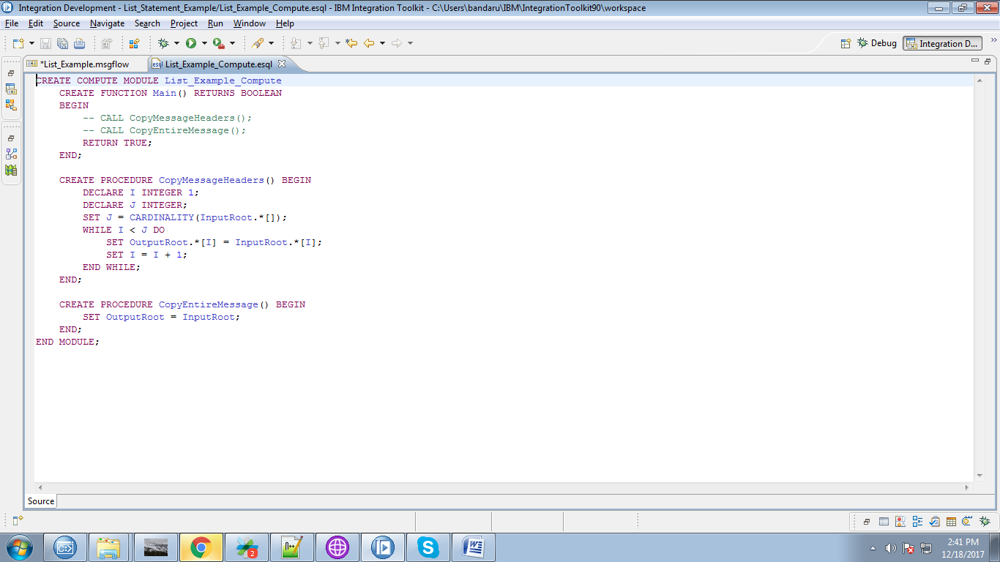 Integration Development - List_Statement_Example/List_Example_Compute.esql - IBM Integration Toolkit - C:\Users\bandaru\IBM\IntegrationToolkit90\workspace
File Edit Source Navigate Search Project Run Window Help
Debug Integration D... »
*List_Example.msgflow esql List_Example_Compute.esql
CREATE COMPUTE MODULE List_Example_Compute
    CREATE FUNCTION Main() RETURNS BOOLEAN
    BEGIN
        -- CALL CopyMessageHeaders();
        -- CALL CopyEntireMessage();
        RETURN TRUE;
    END;
    CREATE PROCEDURE CopyMessageHeaders() BEGIN
        DECLARE I INTEGER 1;
        DECLARE J INTEGER;
        SET J = CARDINALITY(InputRoot.*[]);
        WHILE I < J DO
            SET OutputRoot.*[I] = InputRoot.*[I];
            SET I = I + 1;
        END WHILE;
    END;
    CREATE PROCEDURE CopyEntireMessage() BEGIN
        SET OutputRoot = InputRoot;
    END;
END MODULE;
Source
C:\> 2 n++ S W
2:41 PM
12/18/2017